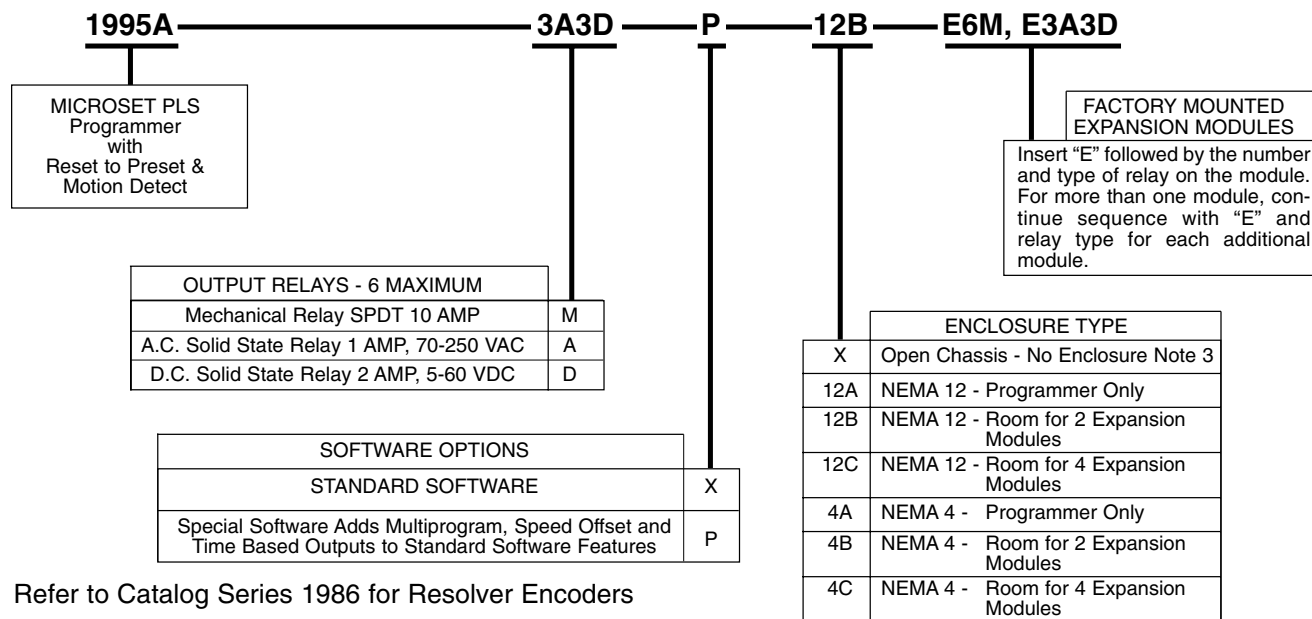 1995A 3A3D P 12B E6M, E3A3D
MICROSET PLS
Programmer
with
Reset to Preset &
Motion Detect
FACTORY MOUNTED
EXPANSION MODULES
Insert “E” followed by the number
and type of relay on the module.
For more than one module, con-
tinue sequence with “E” and
relay type for each additional
module.
OUTPUT RELAYS - 6 MAXIMUM
Mechanical Relay SPDT 10 AMP M
A.C. Solid State Relay 1 AMP, 70-250 VAC A
D.C. Solid State Relay 2 AMP, 5-60 VDC D
ENCLOSURE TYPE
X Open Chassis - No Enclosure Note 3
12A NEMA 12 - Programmer Only
12B NEMA 12 - Room for 2 Expansion
Modules
12C NEMA 12 - Room for 4 Expansion
Modules
4A NEMA 4 - Programmer Only
4B NEMA 4 - Room for 2 Expansion
Modules
4C NEMA 4 - Room for 4 Expansion
Modules
SOFTWARE OPTIONS
STANDARD SOFTWARE X
Special Software Adds Multiprogram, Speed Offset and
Time Based Outputs to Standard Software Features P
Refer to Catalog Series 1986 for Resolver Encoders